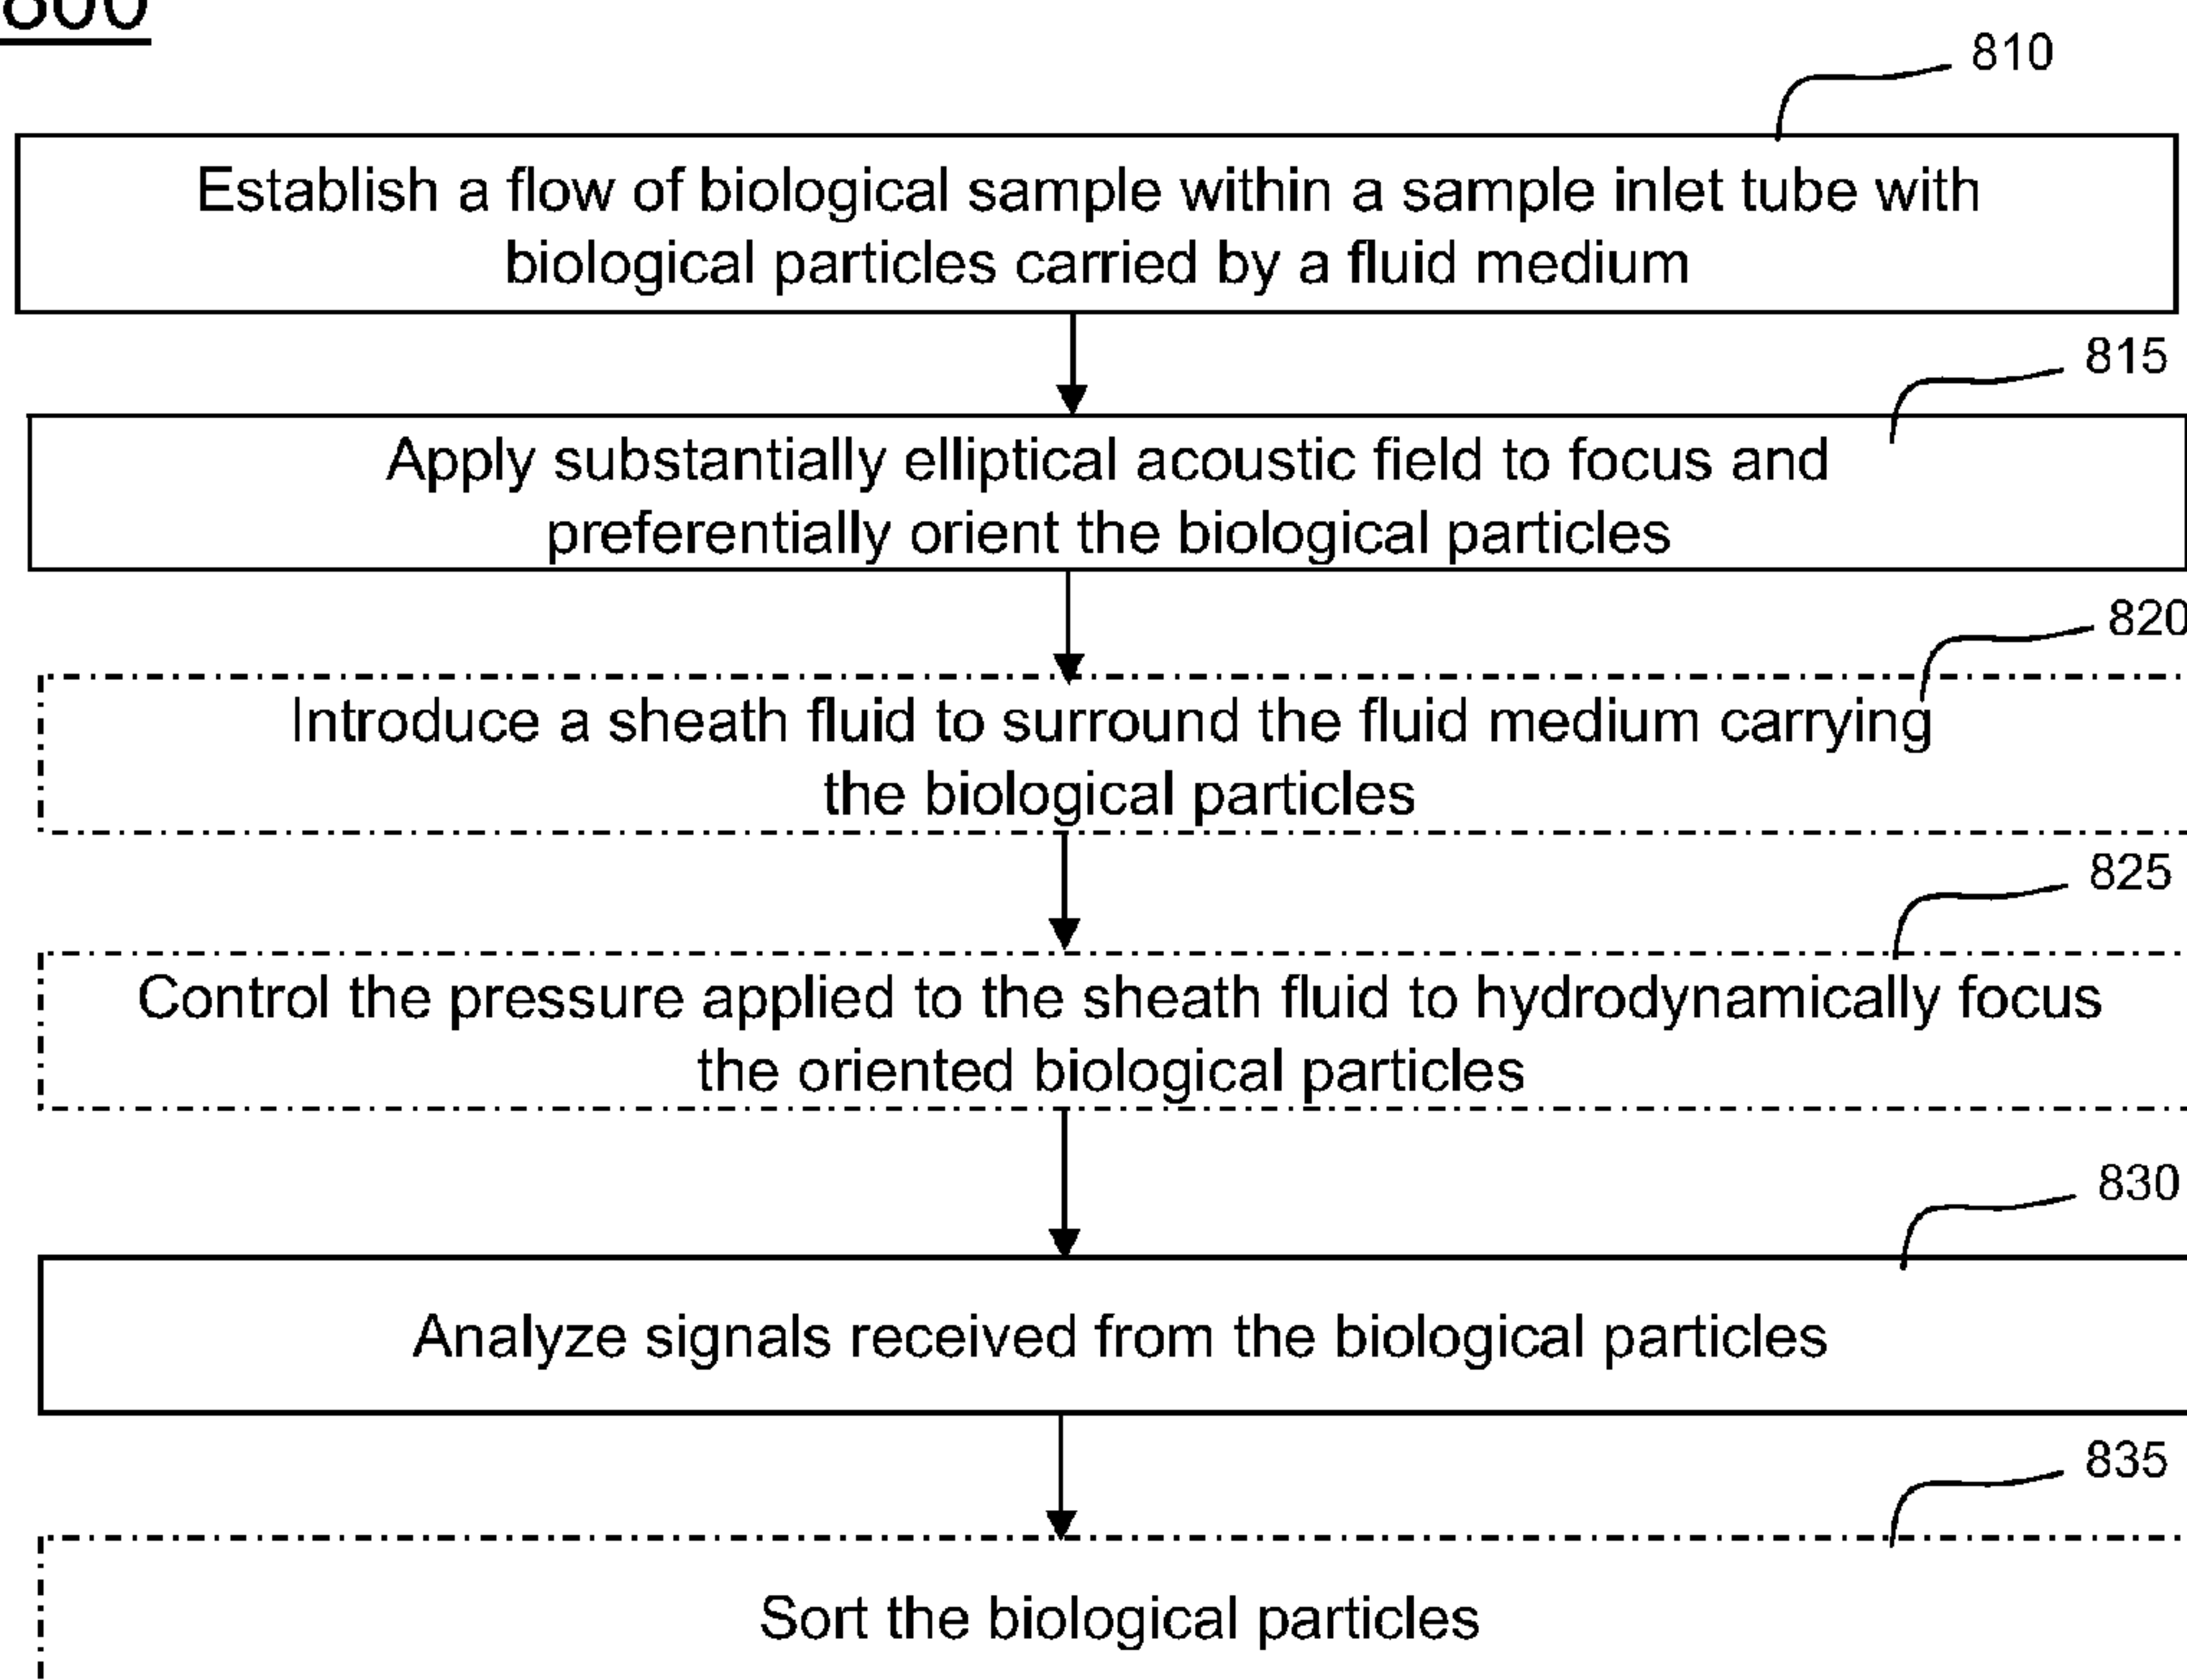 800
810
Establish a flow of biological sample within a sample inlet tube with
biological particles carried by a fluid medium
815
Apply substantially elliptical acoustic field to focus and
preferentially orient the biological particles
820
Introduce a sheath fluid to surround the fluid medium carrying
the biological particles
825
Control the pressure applied to the sheath fluid to hydrodynamically focus
the oriented biological particles
830
Analyze signals received from the biological particles
835
Sort the biological particles